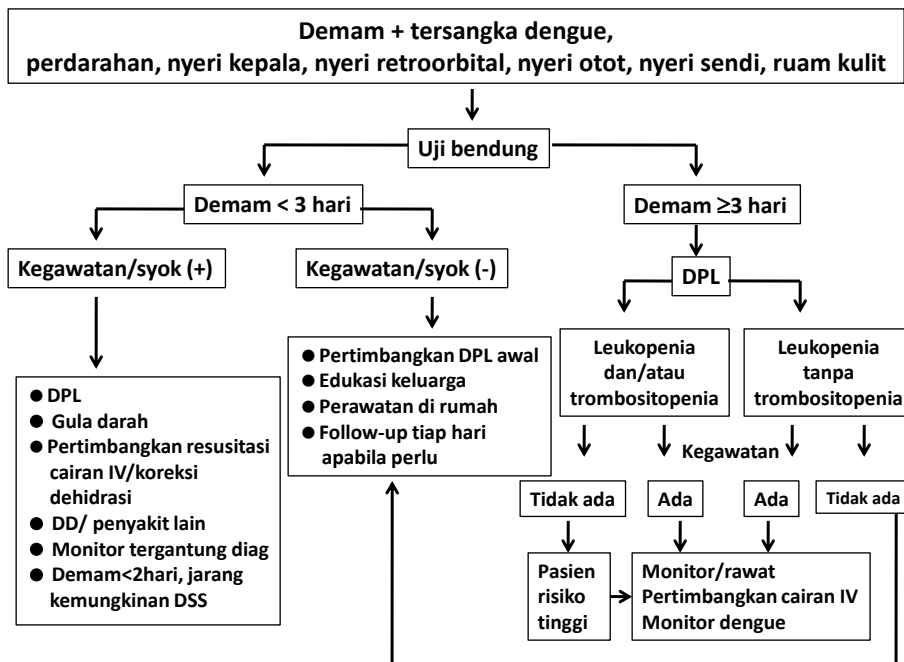 Demam + tersangka dengue,
perdarahan, nyeri kepala, nyeri retroorbital, nyeri otot, nyeri sendi, ruam kulit
Uji bendung
Demam < 3 hari
Demam ≥3 hari
Kegawatan/syok (+)
Kegawatan/syok (-)
DPL
● DPL
● Gula darah
● Pertimbangkan resusitasi
cairan IV/koreksi
dehidrasi
● DD/ penyakit lain
● Monitor tergantung diag
● Demam<2hari, jarang
kemungkinan DSS
● Pertimbangkan DPL awal
● Edukasi keluarga
● Perawatan di rumah
● Follow-up tiap hari
apabila perlu
Leukopenia
dan/atau
trombositopenia
Leukopenia
tanpa
trombositopenia
Kegawatan
Tidak ada
Ada
Ada
Tidak ada
Pasien
risiko
tinggi
Monitor/rawat
Pertimbangkan cairan IV
Monitor dengue